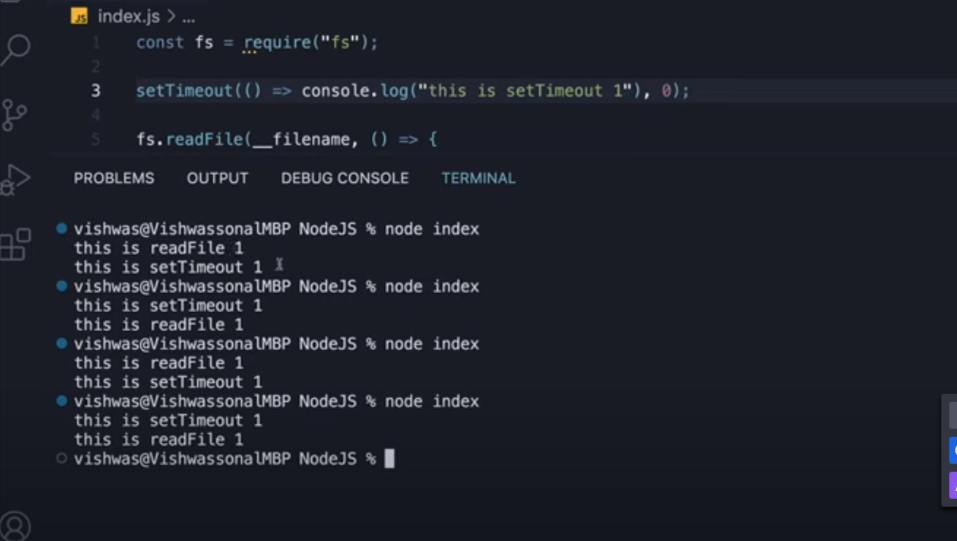 JS index.js > ...
1 const fs = require("fs");
2
3 setTimeout(() => console.log("this is setTimeout 1"), 0);
4
5 fs.readFile(__filename, () => {
PROBLEMS OUTPUT DEBUG CONSOLE TERMINAL
vishwas@VishwassonalMBP NodeJS % node index
this is readFile 1
this is setTimeout 1
vishwas@VishwassonalMBP NodeJS % node index
this is setTimeout 1
this is readFile 1
vishwas@VishwassonalMBP NodeJS % node index
this is readFile 1
this is setTimeout 1
vishwas@VishwassonalMBP NodeJS % node index
this is setTimeout 1
this is readFile 1
vishwas@VishwassonalMBP NodeJS %